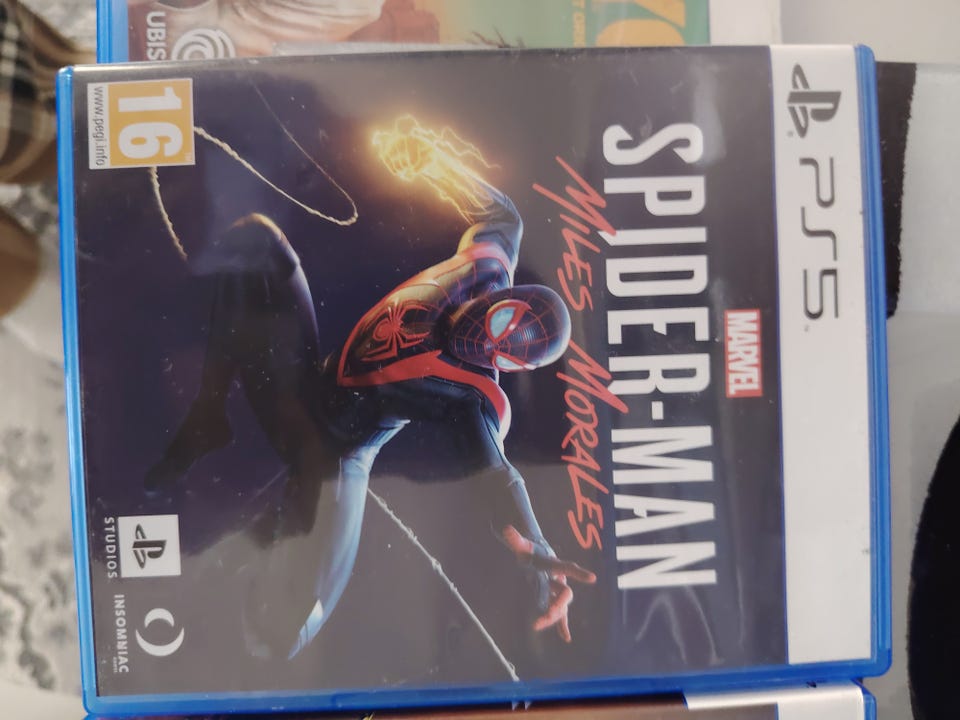 PS5
MARVEL
SPIDER-MAN
MILES MORALES
16
www.pegi.info
STUDIOS
INSOMNIAC
UBIS